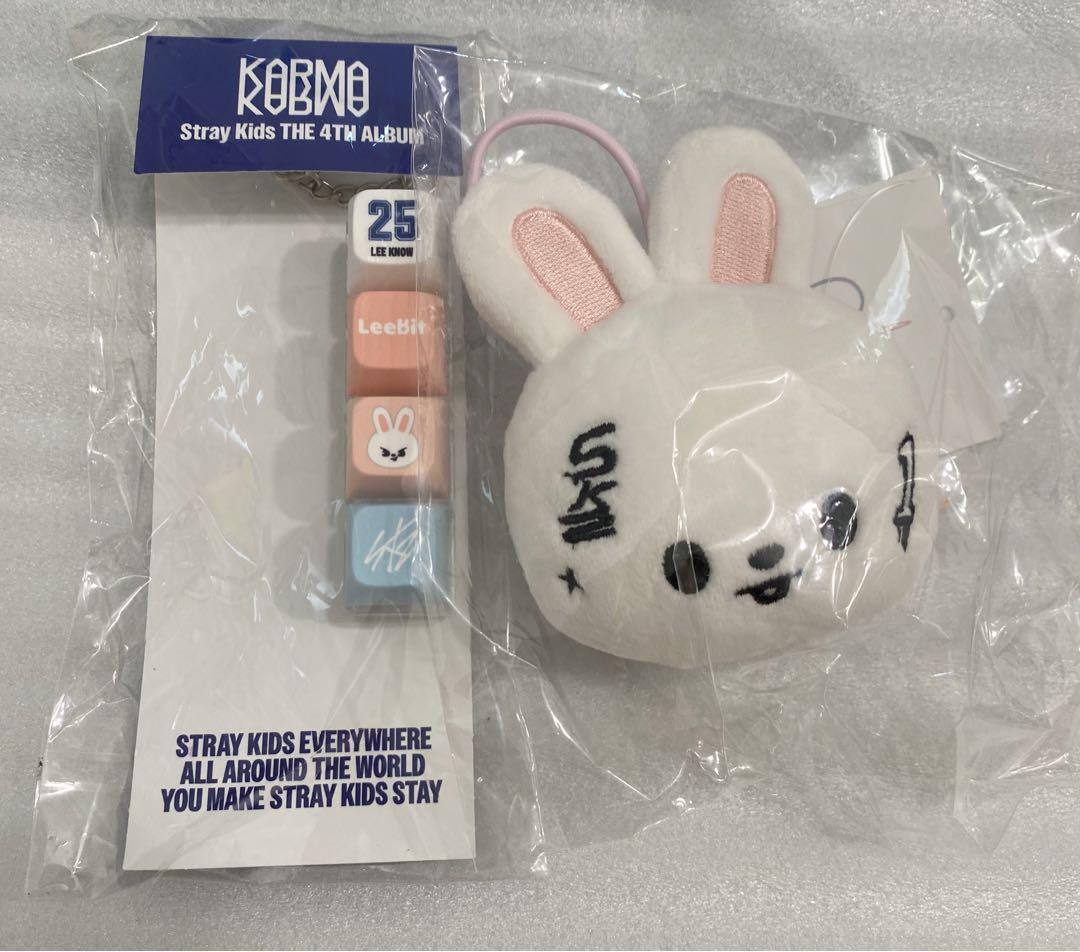 KARMA
Stray Kids THE 4TH ALBUM
25
LEE KNOW
LeeBit
SKZ
STRAY KIDS EVERYWHERE
ALL AROUND THE WORLD
YOU MAKE STRAY KIDS STAY